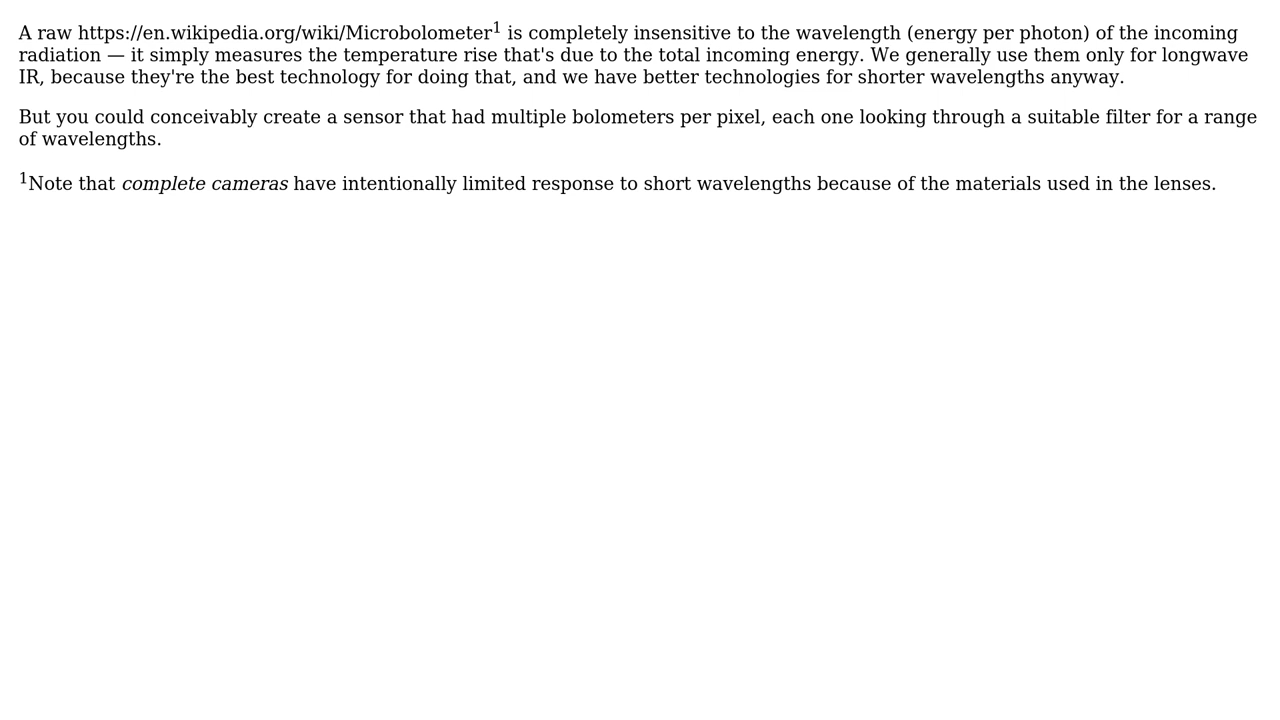 A raw https://en.wikipedia.org/wiki/Microbolometer1 is completely insensitive to the wavelength (energy per photon) of the incoming
radiation — it simply measures the temperature rise that's due to the total incoming energy. We generally use them only for longwave
IR, because they're the best technology for doing that, and we have better technologies for shorter wavelengths anyway.
But you could conceivably create a sensor that had multiple bolometers per pixel, each one looking through a suitable filter for a range
of wavelengths.
1Note that complete cameras have intentionally limited response to short wavelengths because of the materials used in the lenses.